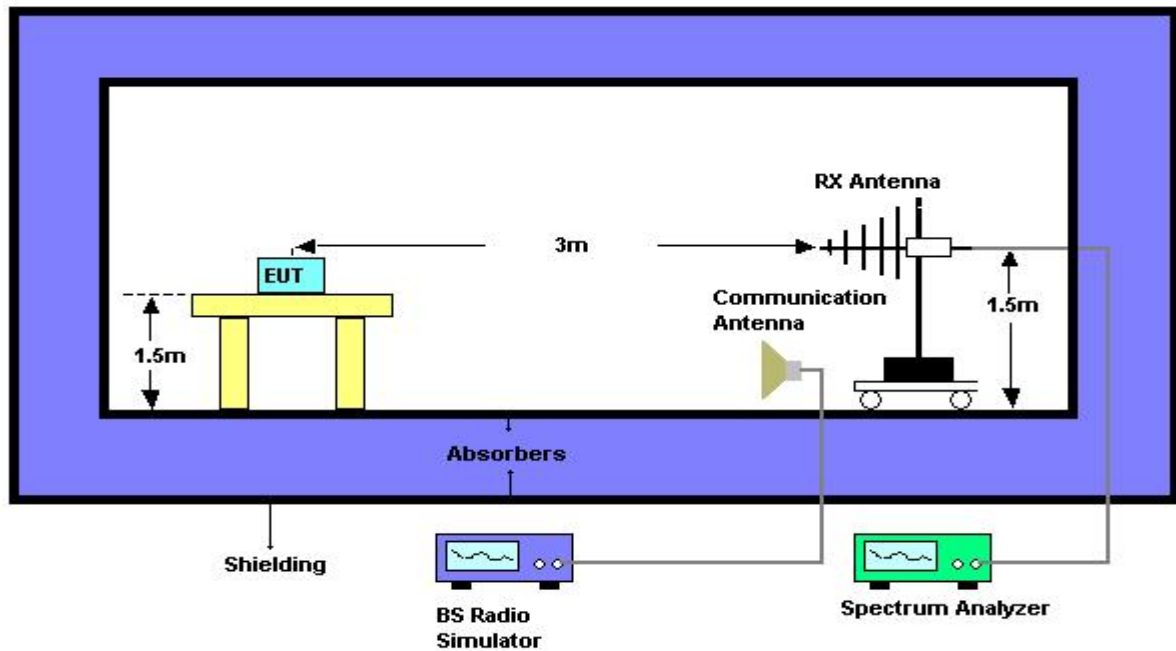 RX Antenna
3m
EUT
Communication
Antenna
1.5m
1.5m
Absorbers
Shielding
BS Radio
Simulator
Spectrum Analyzer